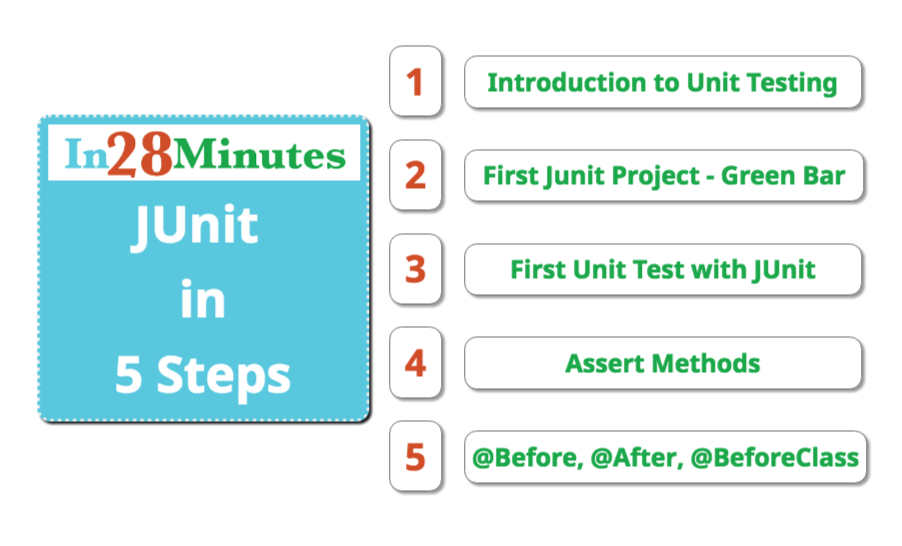 In28Minutes
JUnit
in
5 Steps
1 Introduction to Unit Testing
2 First Junit Project - Green Bar
3 First Unit Test with JUnit
4 Assert Methods
5 @Before, @After, @BeforeClass